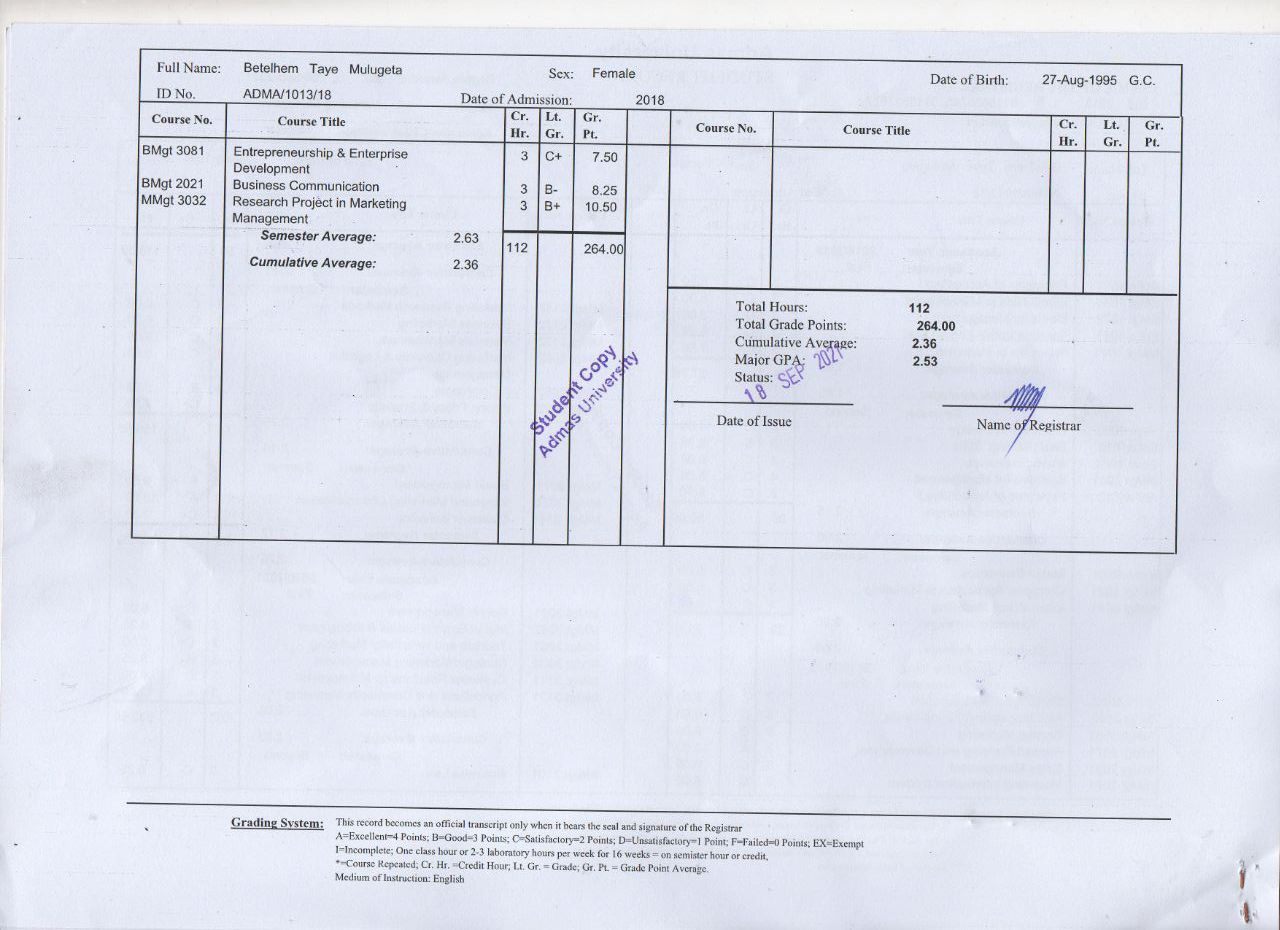 Full Name: Betelhem Taye Mulugeta Sex: Female Date of Birth: 27-Aug-1995 G.C.
ID No. ADMA/1013/18 Date of Admission: 2018
Course No. Course Title Cr. Hr. Lt. Gr. Gr. Pt. Course No. Course Title Cr. Hr. Lt. Gr. Gr. Pt.
BMgt 3081 Entrepreneurship & Enterprise 3 C+ 7.50
Development
BMgt 2021 Business Communication 3 B- 8.25
MMgt 3032 Research Project in Marketing 3 B+ 10.50
Management
Semester Average: 2.63
112 264.00
Cumulative Average: 2.36
Total Hours: 112
Total Grade Points: 264.00
Cumulative Average: 2.36
Major GPA: 2.53
Status:
18 SEP 2021
Date of Issue Name of Registrar
Student Copy
Admas University
Grading System: This record becomes an official transcript only when it bears the seal and signature of the Registrar
A=Excellent=4 Points; B=Good=3 Points; C=Satisfactory=2 Points; D=Unsatisfactory=1 Point; F=Failed=0 Points; EX=Exempt
I=Incomplete; One class hour or 2-3 laboratory hours per week for 16 weeks = on semister hour or credit,
*=Course Repeated; Cr. Hr. =Credit Hour; Lt. Gr. = Grade; Gr. Pt. = Grade Point Average.
Medium of Instruction: English